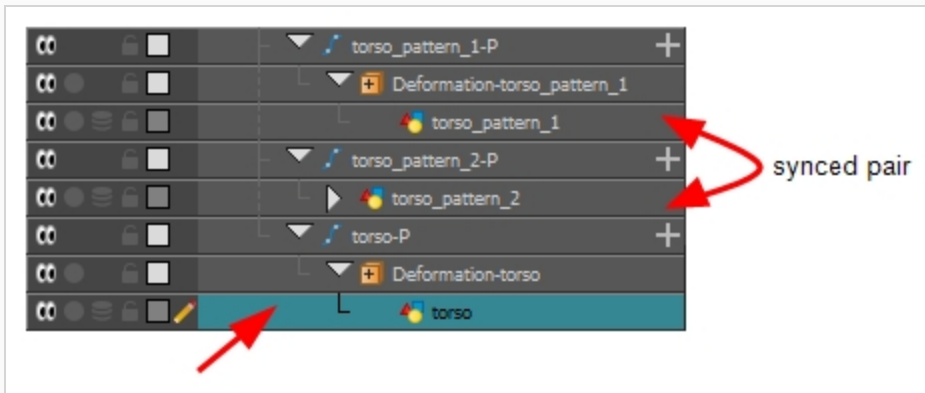 torso_pattern_1-P
Deformation-torso_pattern_1
torso_pattern_1
synced pair
torso_pattern_2-P
torso_pattern_2
torso-P
Deformation-torso
torso